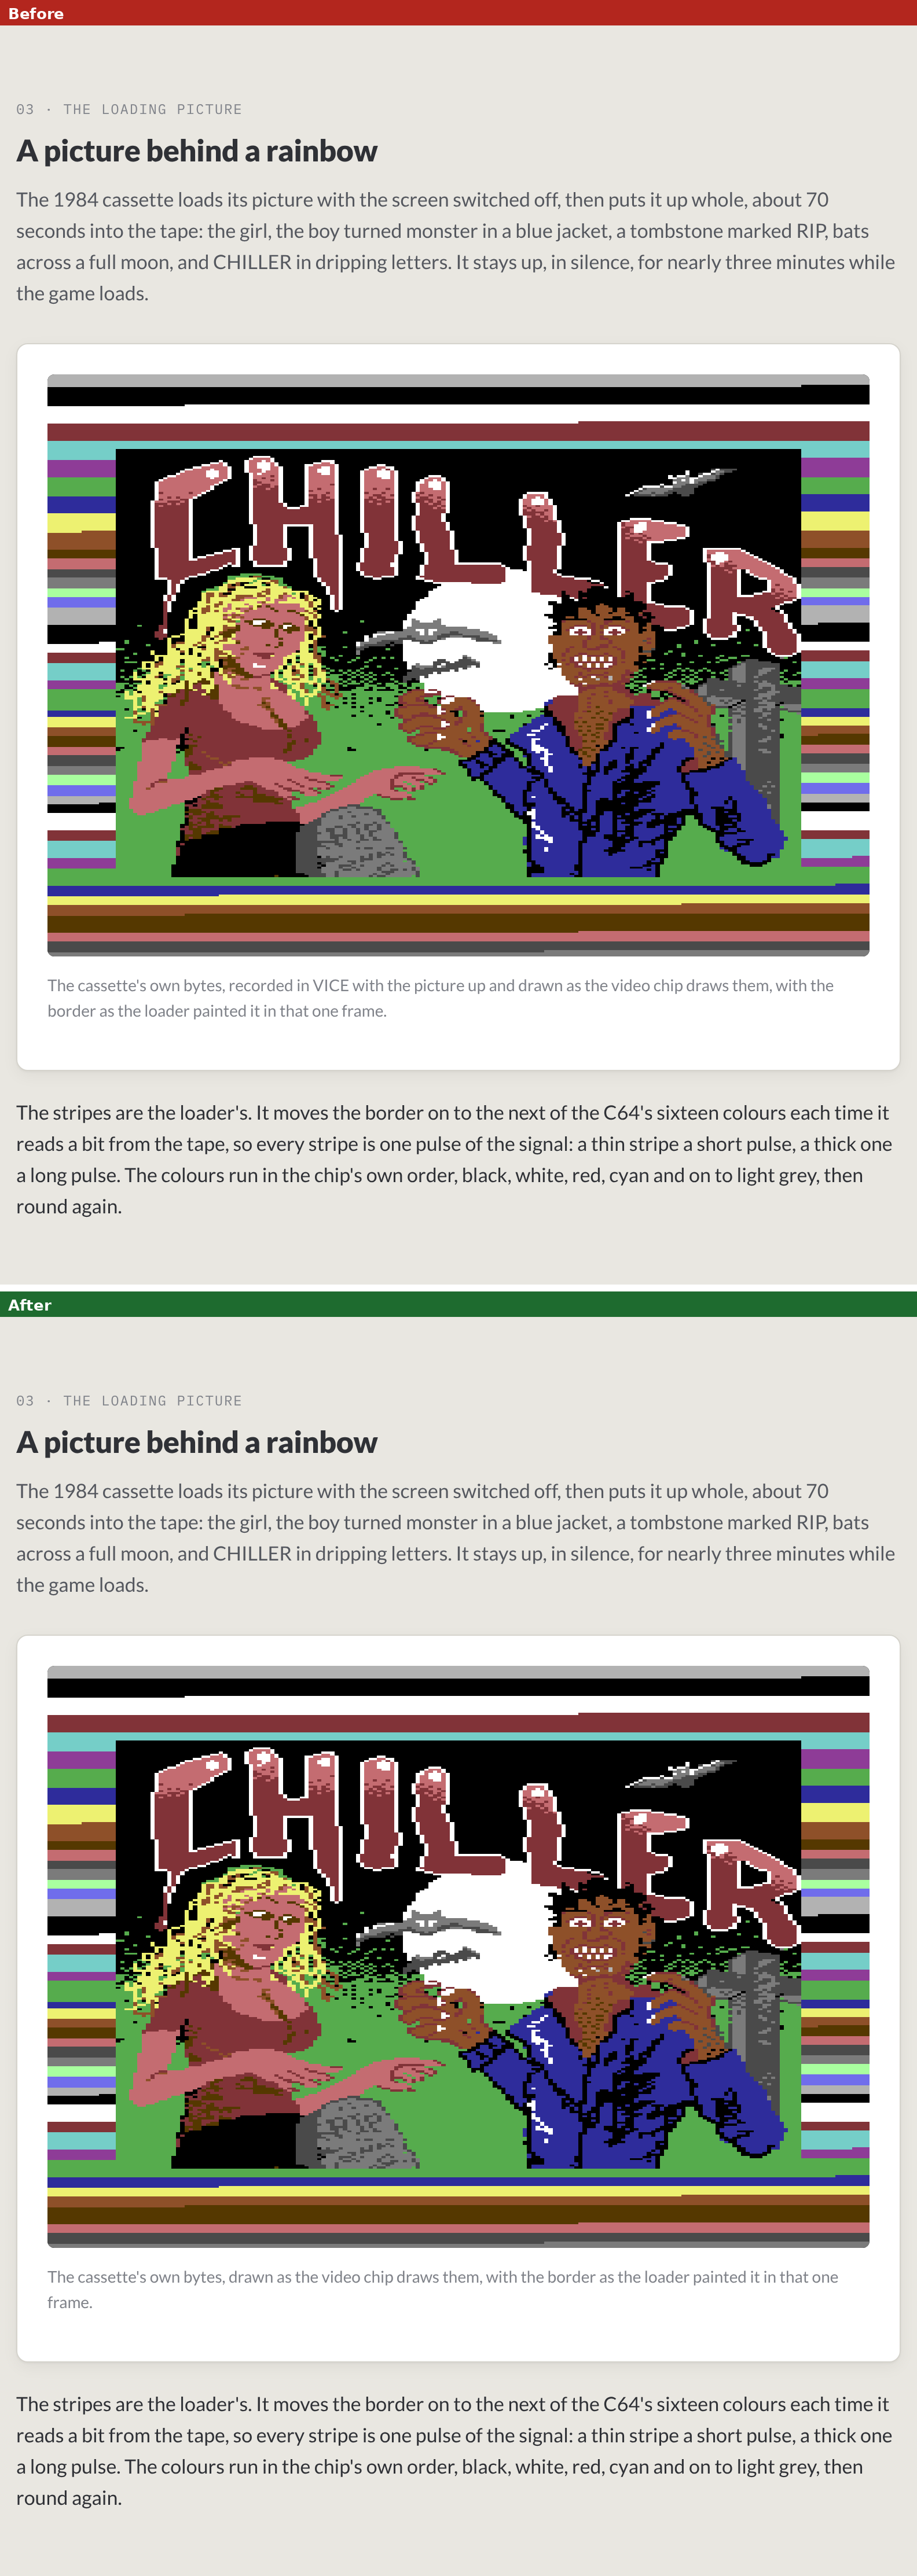 Before
03 · THE LOADING PICTURE
A picture behind a rainbow
The 1984 cassette loads its picture with the screen switched off, then puts it up whole, about 70
seconds into the tape: the girl, the boy turned monster in a blue jacket, a tombstone marked RIP, bats
across a full moon, and CHILLER in dripping letters. It stays up, in silence, for nearly three minutes while
the game loads.
CHILLER
The cassette's own bytes, recorded in VICE with the picture up and drawn as the video chip draws them, with the
border as the loader painted it in that one frame.
The stripes are the loader's. It moves the border on to the next of the C64's sixteen colours each time it
reads a bit from the tape, so every stripe is one pulse of the signal: a thin stripe a short pulse, a thick one
a long pulse. The colours run in the chip's own order, black, white, red, cyan and on to light grey, then
round again.
After
03 · THE LOADING PICTURE
A picture behind a rainbow
The 1984 cassette loads its picture with the screen switched off, then puts it up whole, about 70
seconds into the tape: the girl, the boy turned monster in a blue jacket, a tombstone marked RIP, bats
across a full moon, and CHILLER in dripping letters. It stays up, in silence, for nearly three minutes while
the game loads.
CHILLER
The cassette's own bytes, drawn as the video chip draws them, with the border as the loader painted it in that one
frame.
The stripes are the loader's. It moves the border on to the next of the C64's sixteen colours each time it
reads a bit from the tape, so every stripe is one pulse of the signal: a thin stripe a short pulse, a thick one
a long pulse. The colours run in the chip's own order, black, white, red, cyan and on to light grey, then
round again.